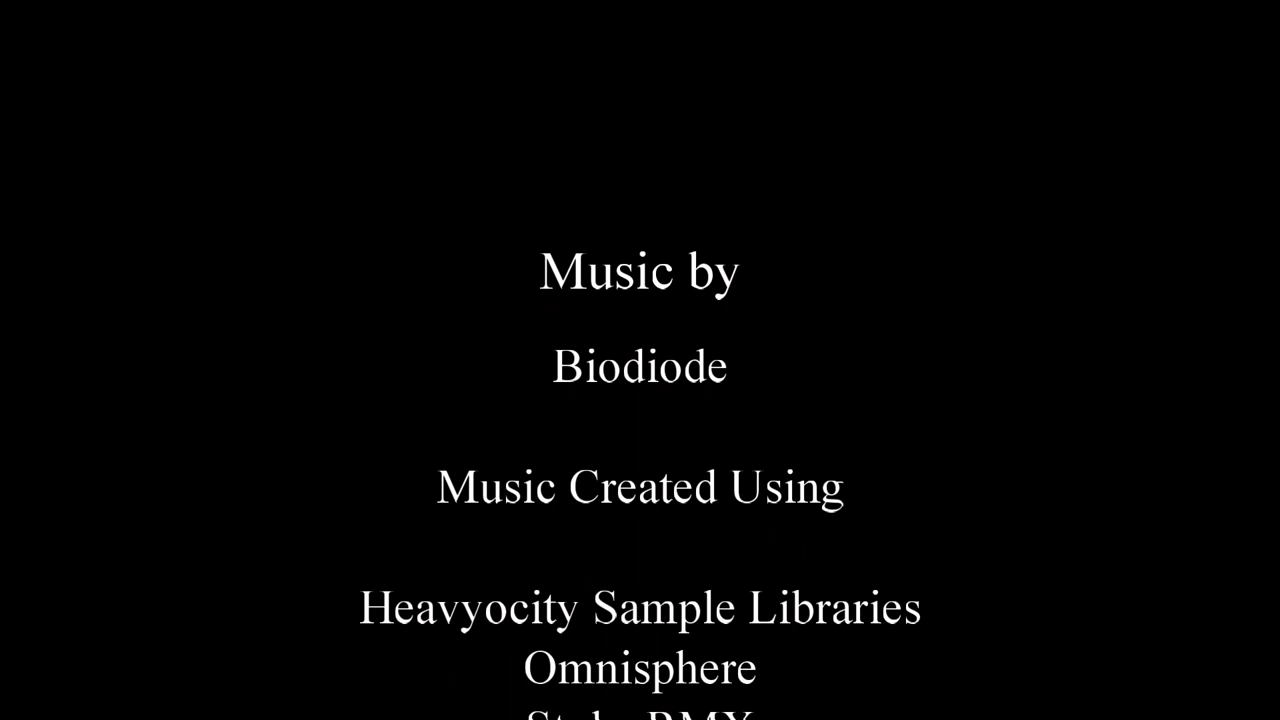 Music by
Biodiode
Music Created Using
Heavyocity Sample Libraries
Omnisphere